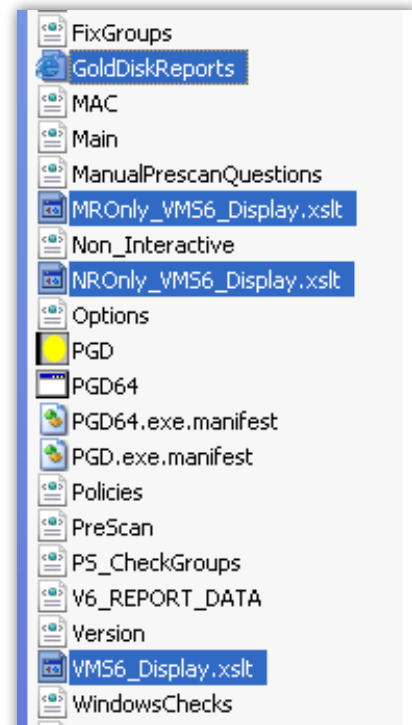 FixGroups
GoldDiskReports
MAC
Main
ManualPrescanQuestions
MROnly_VMS6_Display.xslt
Non_Interactive
NROnly_VMS6_Display.xslt
Options
PGD
PGD64
PGD64.exe.manifest
PGD.exe.manifest
Policies
PreScan
PS_CheckGroups
V6_REPORT_DATA
Version
VMS6_Display.xslt
WindowsChecks